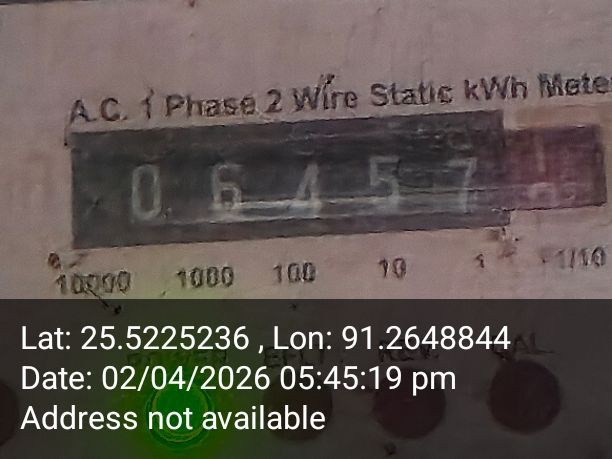 A.C. 1 Phase 2 Wire Static kWh Meter
0 6 4 5 7
10000 1000 100 10 1 1/10
Lat: 25.5225236 , Lon: 91.2648844
Date: 02/04/2026 05:45:19 pm
Address not available